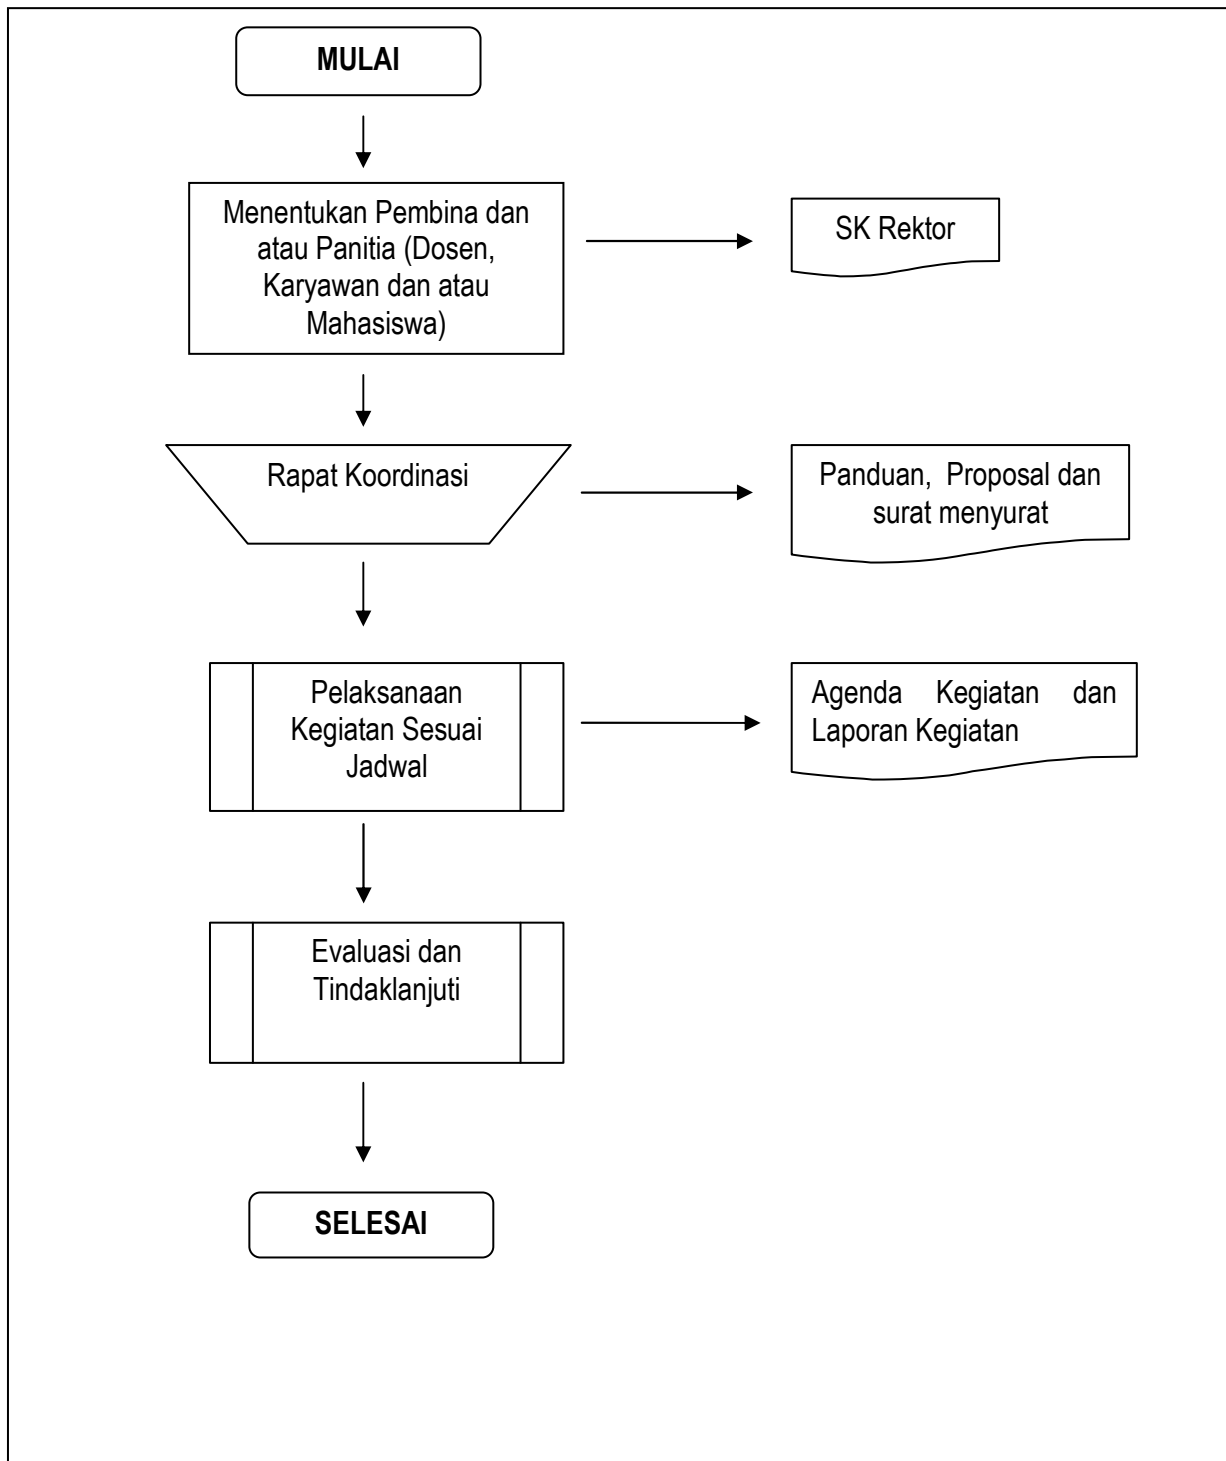 MULAI
Menentukan Pembina dan
atau Panitia (Dosen,
Karyawan dan atau
Mahasiswa)
SK Rektor
Rapat Koordinasi
Panduan, Proposal dan
surat menyurat
Pelaksanaan
Kegiatan Sesuai
Jadwal
Agenda Kegiatan dan
Laporan Kegiatan
Evaluasi dan
Tindaklanjuti
SELESAI